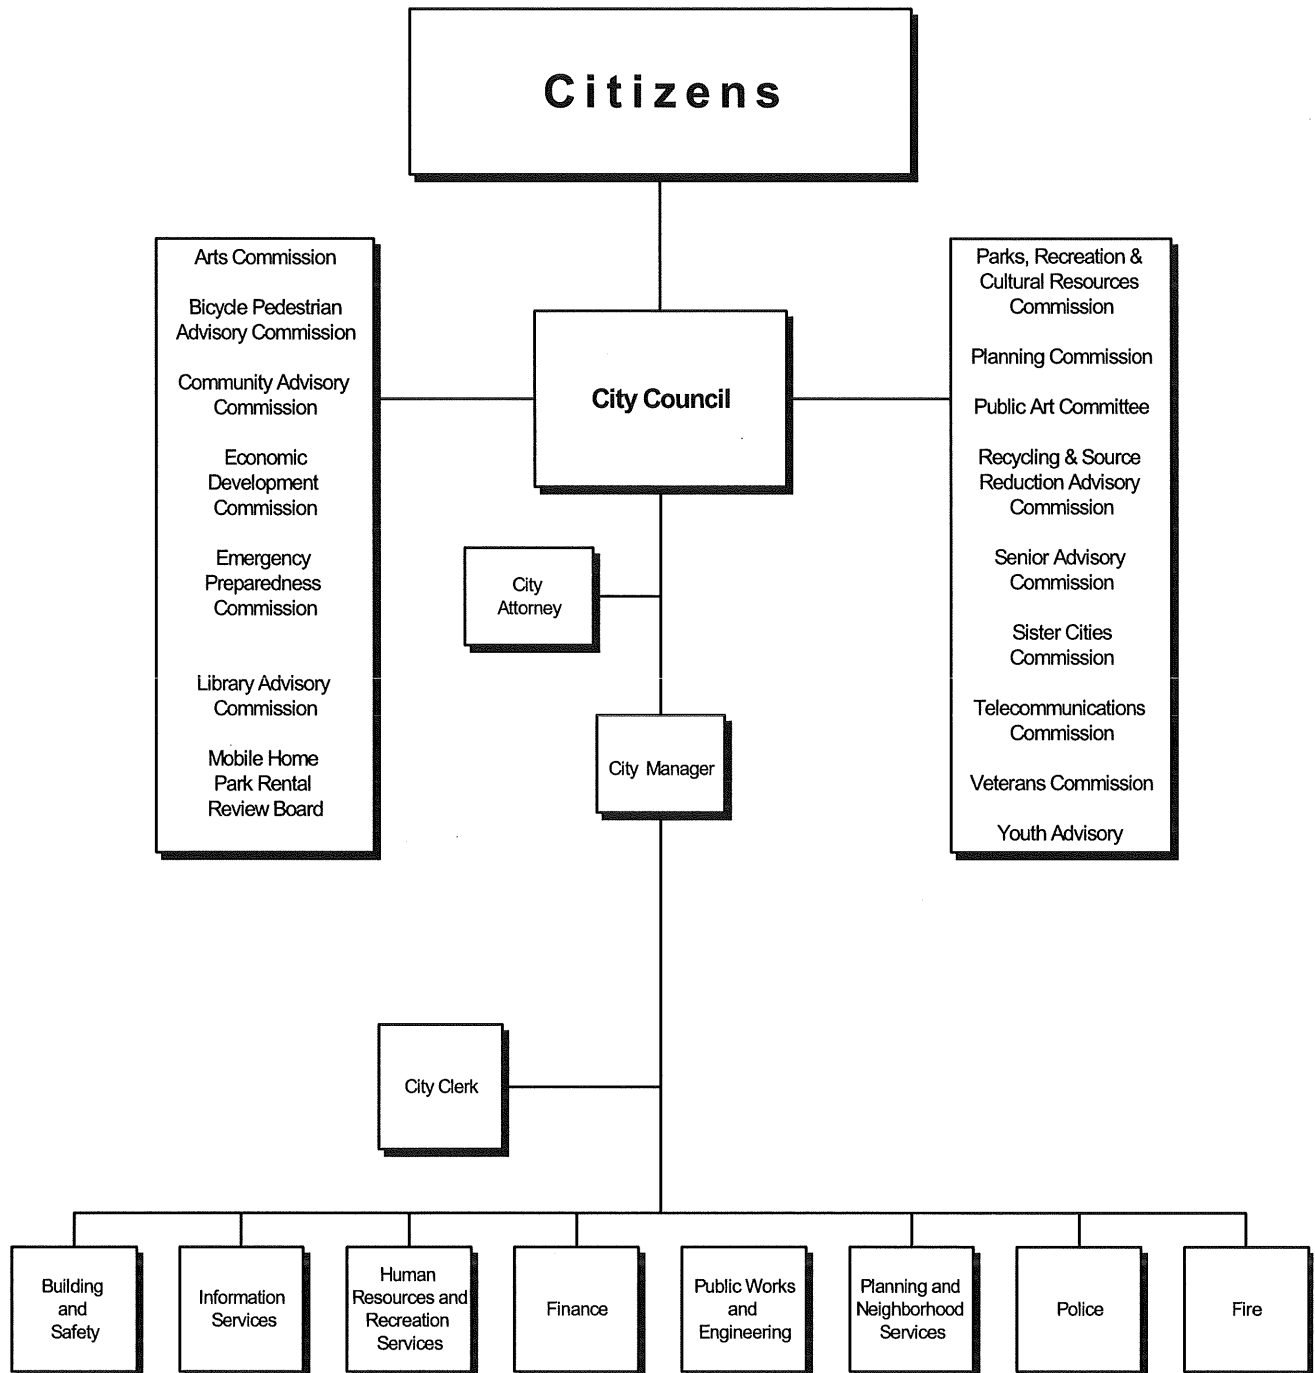 Citizens
Arts Commission
Bicycle Pedestrian
Advisory Commission
Community Advisory
Commission
Economic
Development
Commission
Emergency
Preparedness
Commission
Library Advisory
Commission
Mobile Home
Park Rental
Review Board
City Council
Parks, Recreation &
Cultural Resources
Commission
Planning Commission
Public Art Committee
Recycling & Source
Reduction Advisory
Commission
Senior Advisory
Commission
Sister Cities
Commission
Telecommunications
Commission
Veterans Commission
Youth Advisory
City
Attorney
City Manager
City Clerk
Building
and
Safety
Information
Services
Human
Resources and
Recreation
Services
Finance
Public Works
and
Engineering
Planning and
Neighborhood
Services
Police
Fire